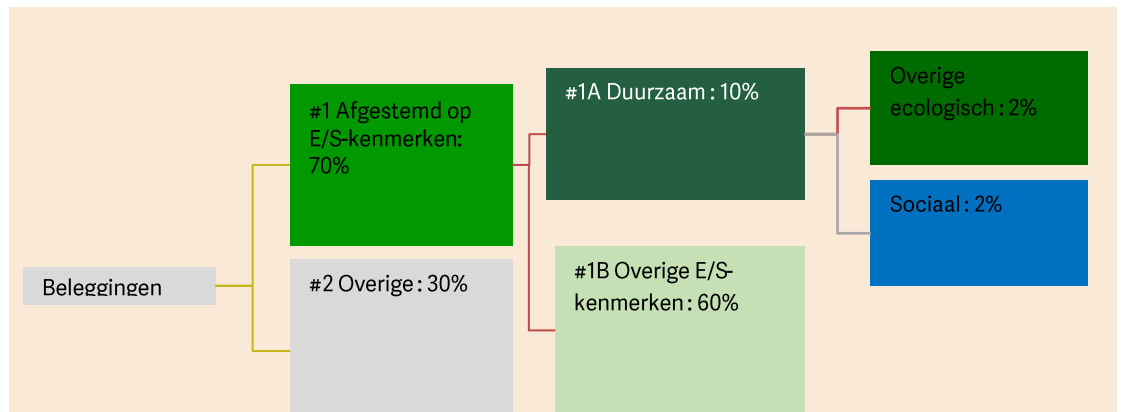 Beleggingen
#1 Afgestemd op
E/S-kenmerken:
70%
#2 Overige: 30%
#1A Duurzaam: 10%
#1B Overige E/S-
kenmerken: 60%
Overige
ecologisch: 2%
Sociaal: 2%